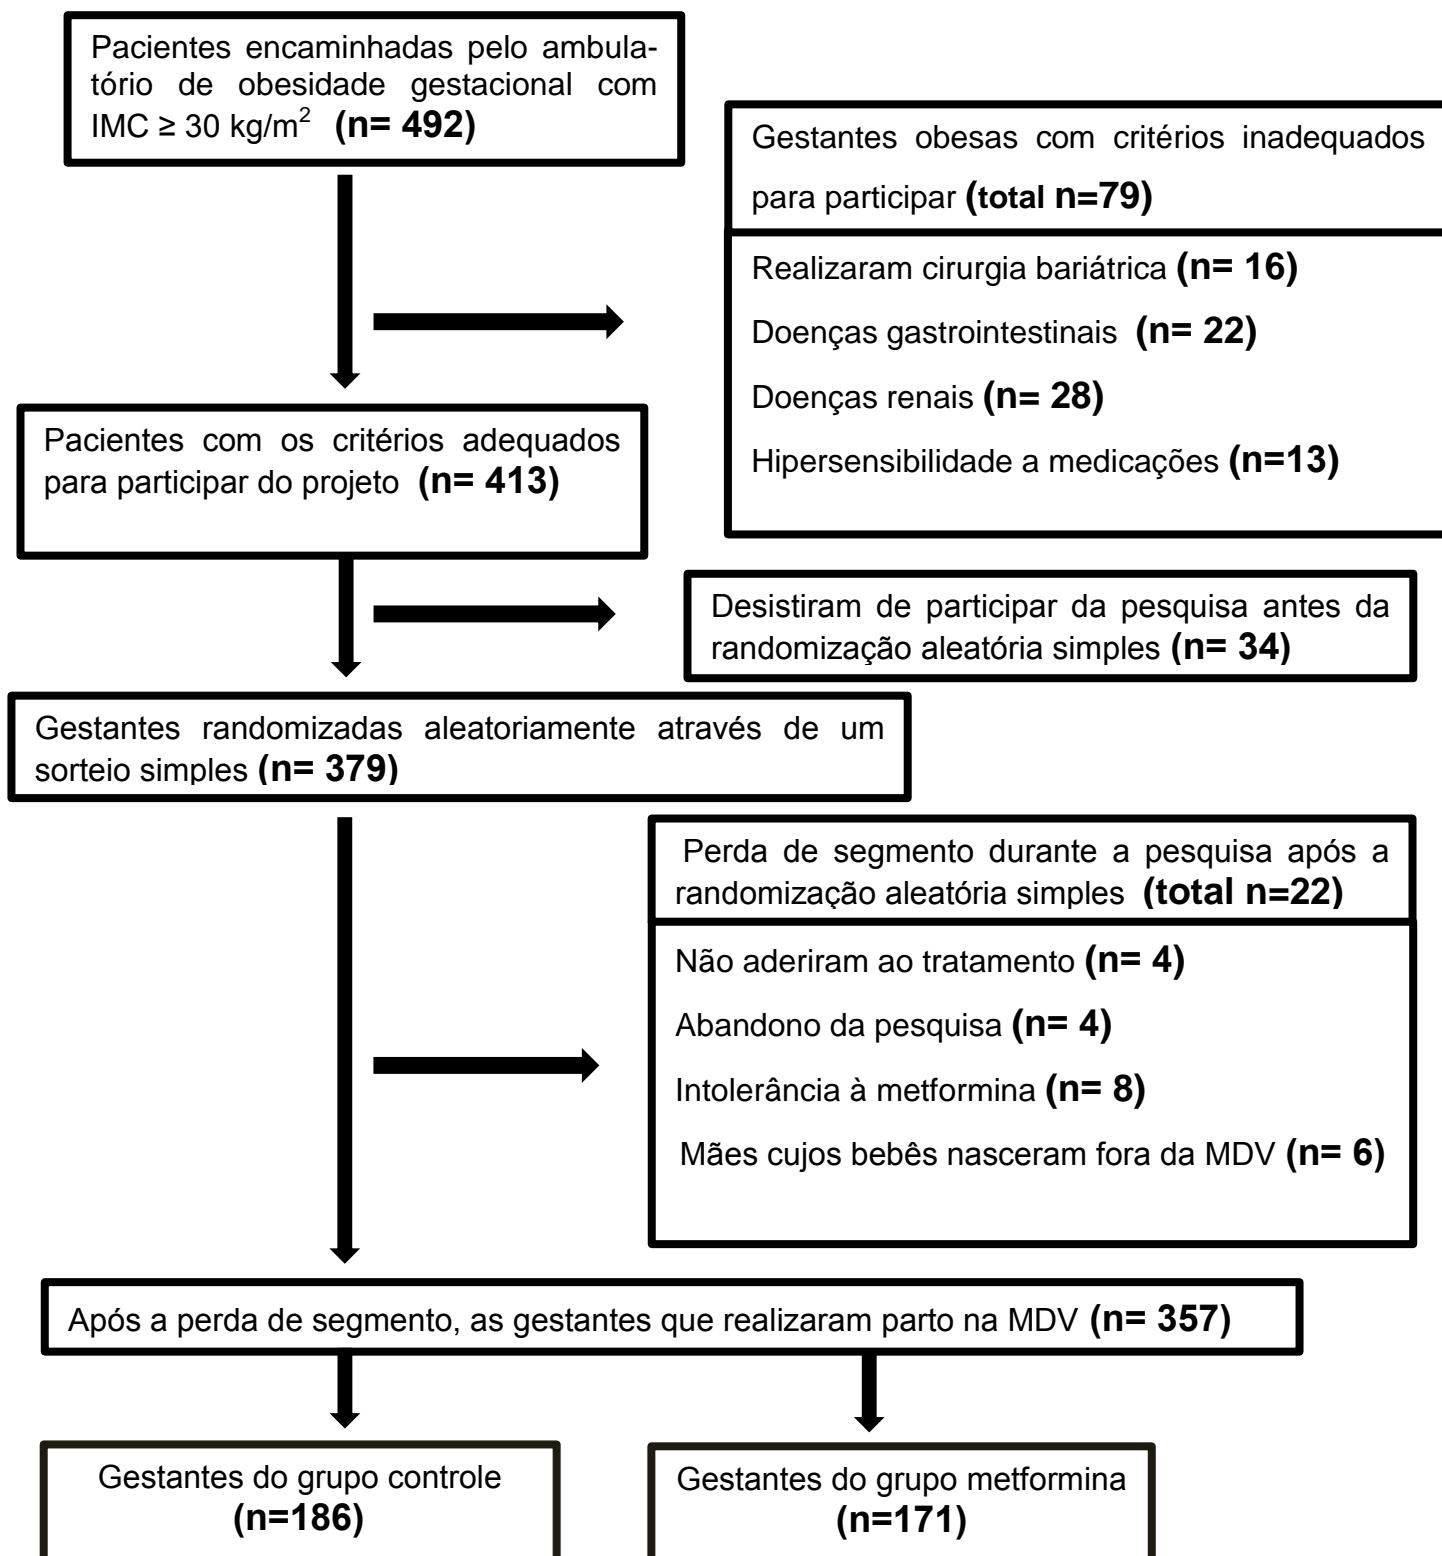 Pacientes encaminhadas pelo ambula-
tório de obesidade gestacional com
IMC ≥ 30 kg/m² (n= 492)
Gestantes obesas com critérios inadequados
para participar (total n=79)
Realizaram cirurgia bariátrica (n= 16)
Doenças gastrointestinais (n= 22)
Doenças renais (n= 28)
Hipersensibilidade a medicações (n=13)
Pacientes com os critérios adequados
para participar do projeto (n= 413)
Desistiram de participar da pesquisa antes da
randomização aleatória simples (n= 34)
Gestantes randomizadas aleatoriamente através de um
sorteio simples (n= 379)
Perda de segmento durante a pesquisa após a
randomização aleatória simples (total n=22)
Não aderiram ao tratamento (n= 4)
Abandono da pesquisa (n= 4)
Intolerância à metformina (n= 8)
Mães cujos bebês nasceram fora da MDV (n= 6)
Após a perda de segmento, as gestantes que realizaram parto na MDV (n= 357)
Gestantes do grupo controle
(n=186)
Gestantes do grupo metformina
(n=171)